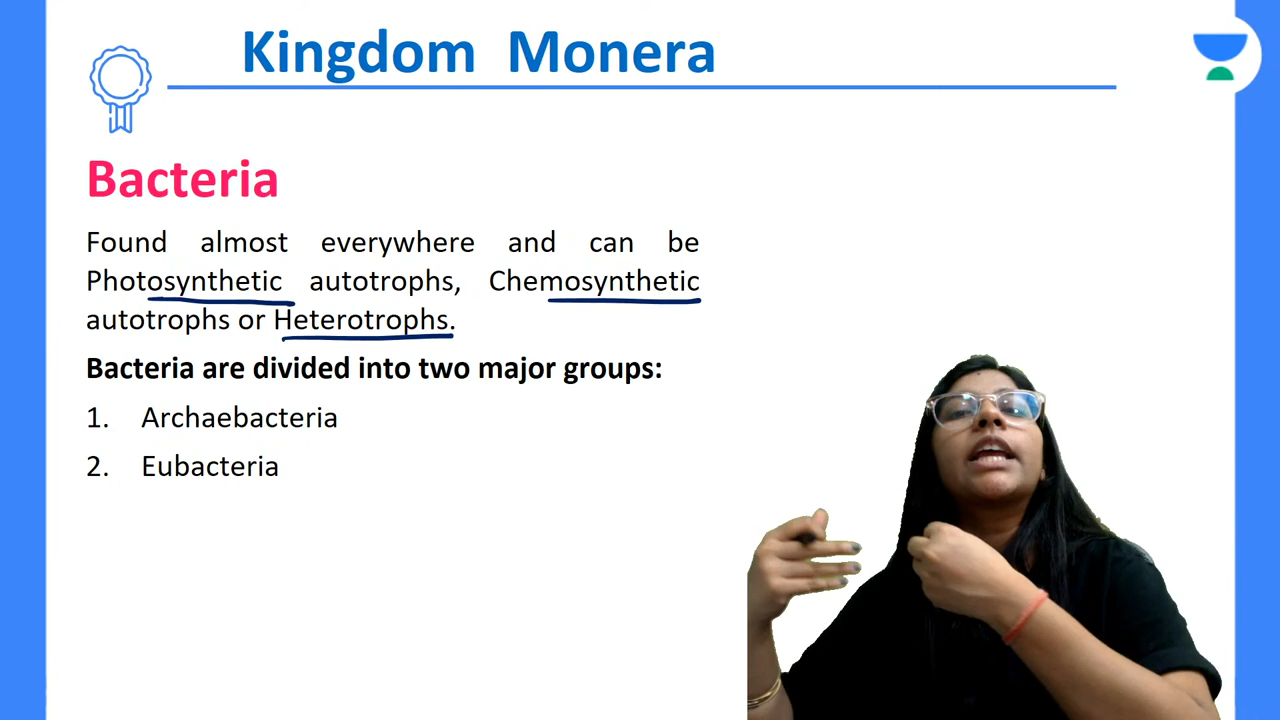 Kingdom Monera
Bacteria
Found almost everywhere and can be
Photosynthetic autotrophs, Chemosynthetic
autotrophs or Heterotrophs.
Bacteria are divided into two major groups:
1. Archaebacteria
2. Eubacteria